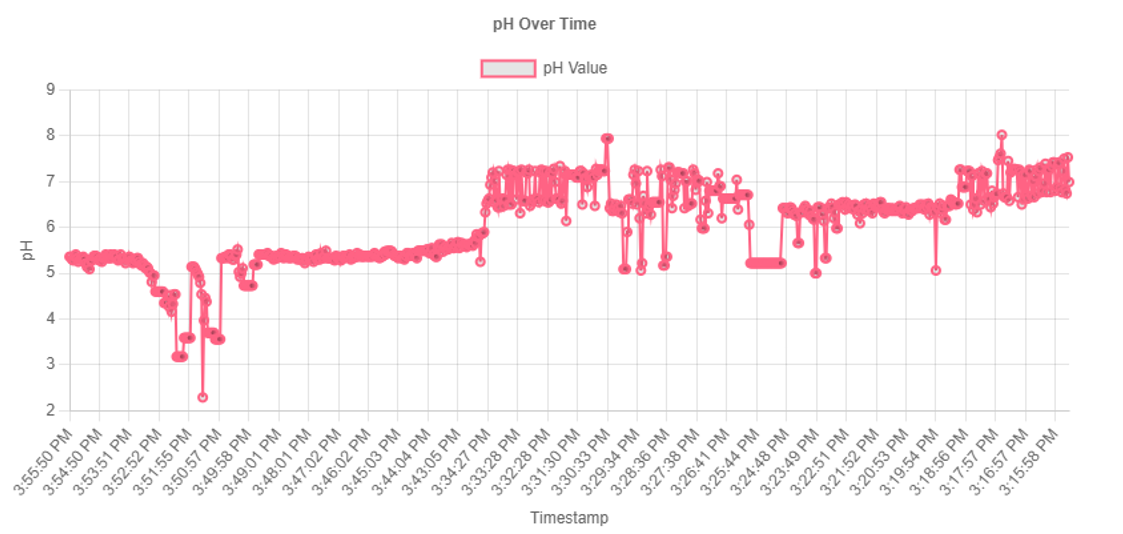 pH Over Time
pH Value
9
8
7
6
5
4
3
2
pH
3:55:50 PM
3:54:50 PM
3:53:51 PM
3:52:52 PM
3:51:55 PM
3:50:57 PM
3:49:58 PM
3:49:01 PM
3:48:01 PM
3:47:02 PM
3:46:02 PM
3:45:03 PM
3:44:04 PM
3:43:05 PM
3:34:27 PM
3:33:28 PM
3:32:28 PM
3:31:30 PM
3:30:33 PM
3:29:34 PM
3:28:36 PM
3:27:38 PM
3:26:41 PM
3:25:44 PM
3:24:48 PM
3:23:49 PM
3:22:51 PM
3:21:52 PM
3:20:53 PM
3:19:54 PM
3:18:56 PM
3:17:57 PM
3:16:57 PM
3:15:58 PM
Timestamp